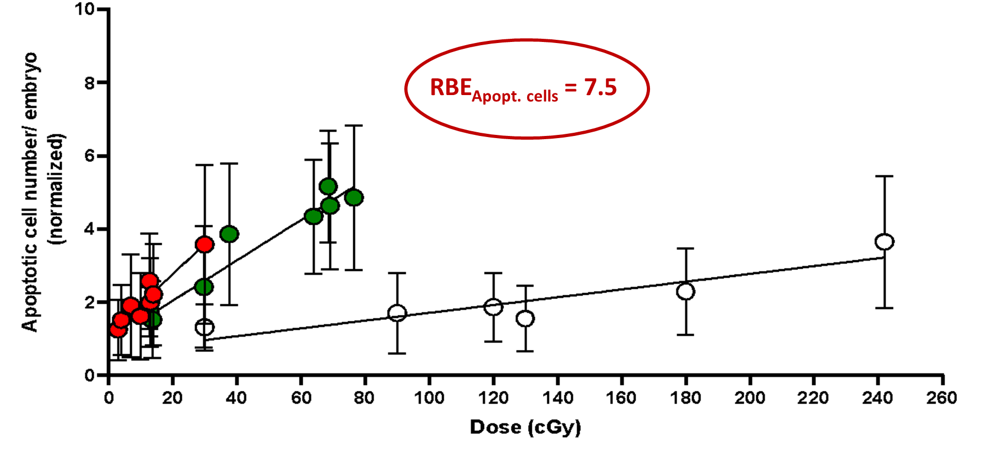 10
8
6
4
2
0
Apoptotic cell number/ embryo
(normalized)
RBEApopt. cells = 7.5
0 20 40 60 80 100 120 140 160 180 200 220 240 260
Dose (cGy)